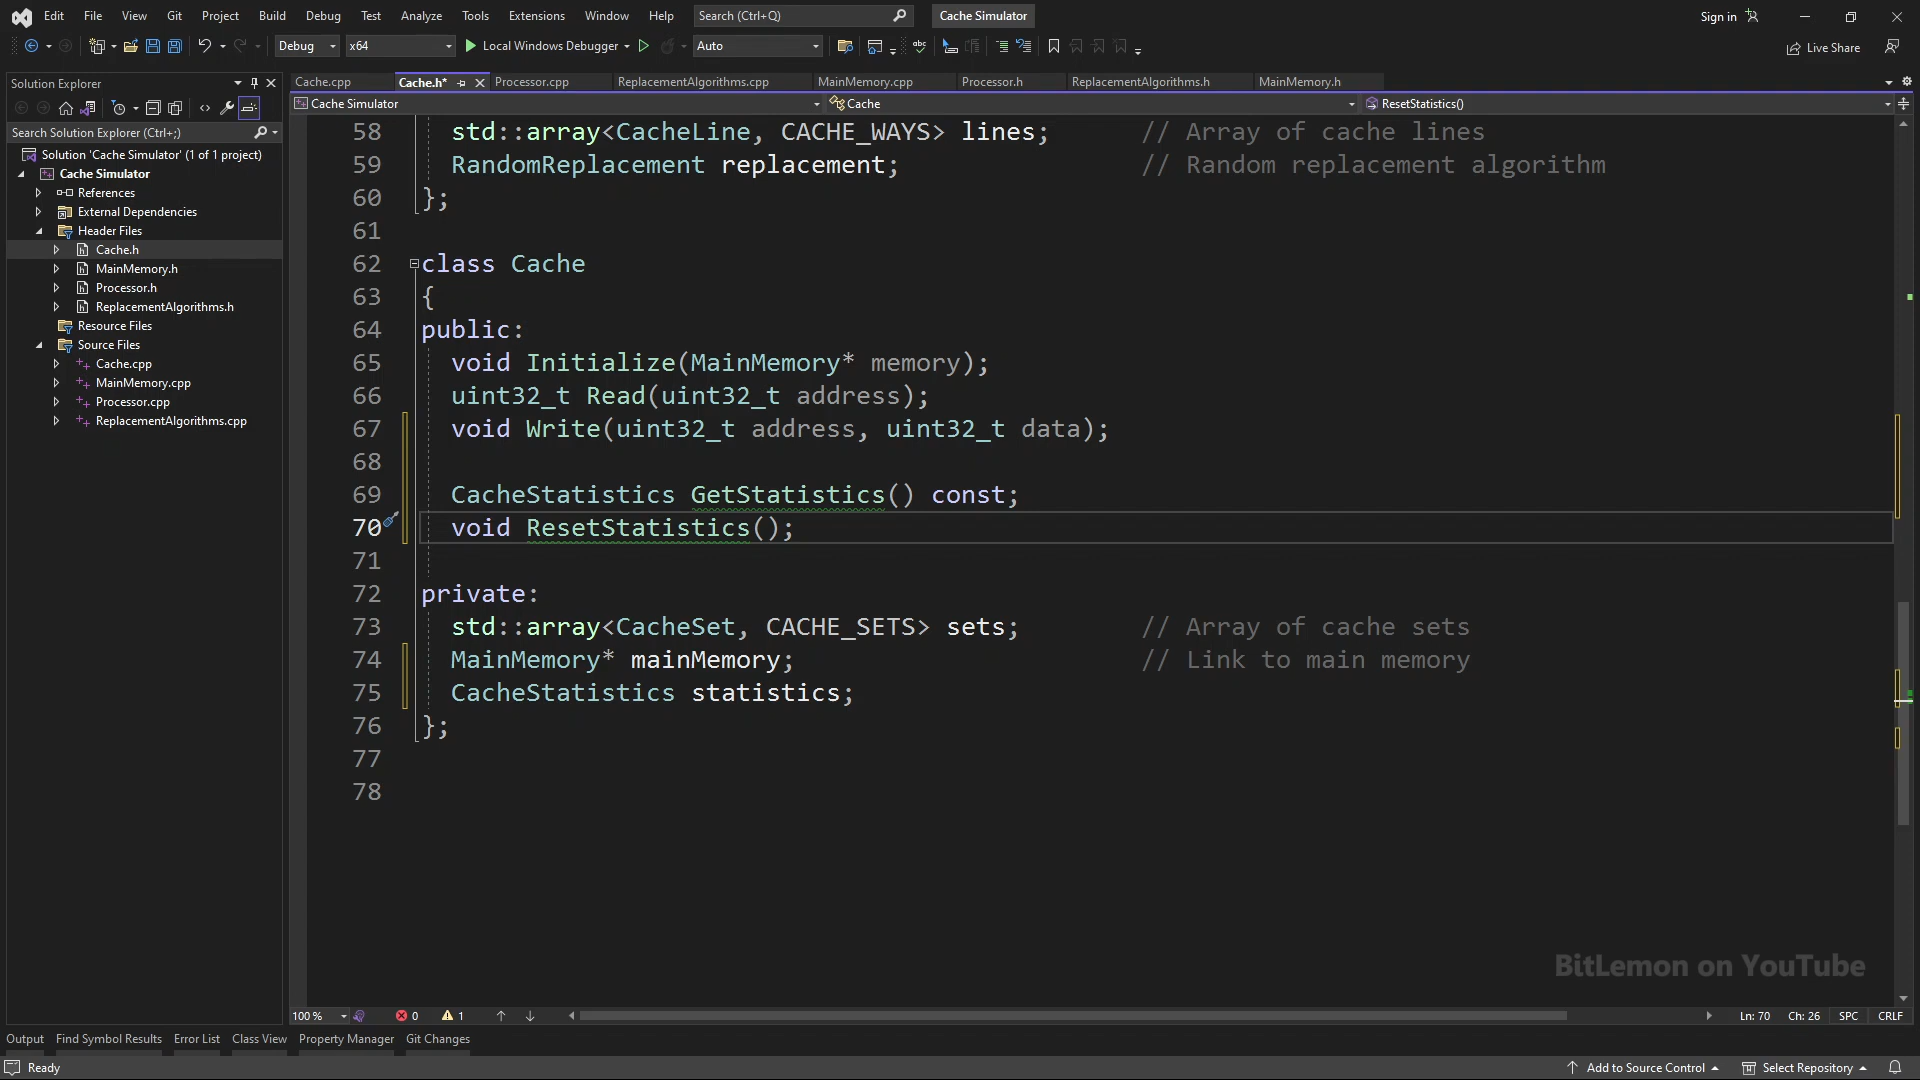 File Edit View Git Project Build Debug Test Analyze Tools Extensions Window Help Search (Ctrl+Q) Cache Simulator Sign in
Debug x64 Local Windows Debugger Auto Live Share
Solution Explorer
Search Solution Explorer (Ctrl+;)
Solution 'Cache Simulator' (1 of 1 project)
Cache Simulator
References
External Dependencies
Header Files
Cache.h
MainMemory.h
Processor.h
ReplacementAlgorithms.h
Resource Files
Source Files
Cache.cpp
MainMemory.cpp
Processor.cpp
ReplacementAlgorithms.cpp
Cache.cpp Cache.h* Processor.cpp ReplacementAlgorithms.cpp MainMemory.cpp Processor.h ReplacementAlgorithms.h MainMemory.h
Cache Simulator Cache ResetStatistics()
58 std::array<CacheLine, CACHE_WAYS> lines; // Array of cache lines
59 RandomReplacement replacement; // Random replacement algorithm
60 };
61
62 class Cache
63 {
64 public:
65 void Initialize(MainMemory* memory);
66 uint32_t Read(uint32_t address);
67 void Write(uint32_t address, uint32_t data);
68
69 CacheStatistics GetStatistics() const;
70 void ResetStatistics();
71
72 private:
73 std::array<CacheSet, CACHE_SETS> sets; // Array of cache sets
74 MainMemory* mainMemory; // Link to main memory
75 CacheStatistics statistics;
76 };
77
78
BitLemon on YouTube
100 % 0 1 Ln: 70 Ch: 26 SPC CRLF
Output Find Symbol Results Error List Class View Property Manager Git Changes
Ready Add to Source Control Select Repository